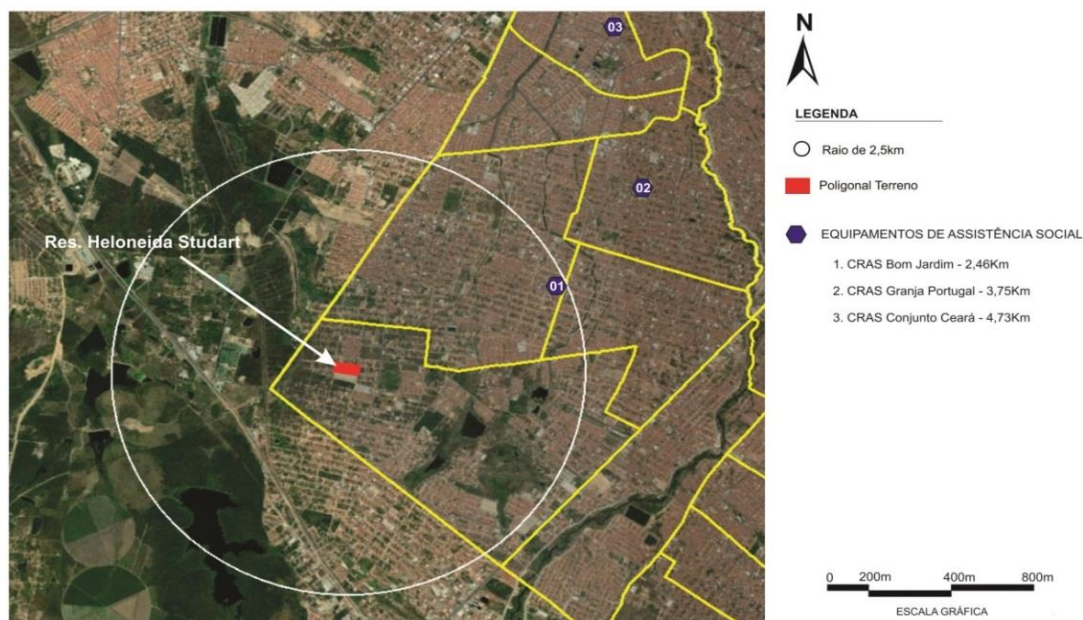 03
02
Res. Heloneida Studart
01
N
LEGENDA
Raio de 2,5km
Poligonal Terreno
EQUIPAMENTOS DE ASSISTÊNCIA SOCIAL
1. CRAS Bom Jardim - 2,46Km
2. CRAS Granja Portugal - 3,75Km
3. CRAS Conjunto Ceará - 4,73Km
0 200m 400m 800m
ESCALA GRÁFICA